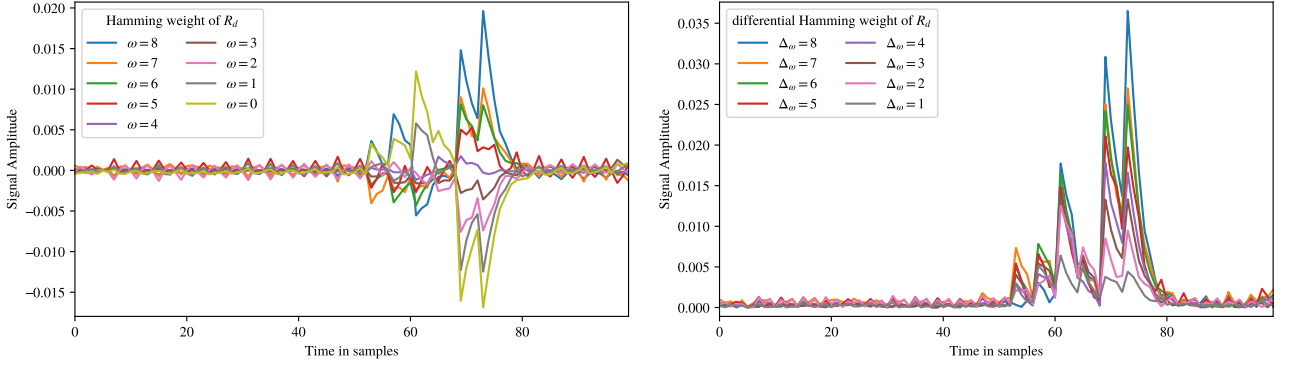 Hamming weight of R_d
ω = 8
ω = 7
ω = 6
ω = 5
ω = 4
ω = 3
ω = 2
ω = 1
ω = 0
0.020
0.015
0.010
0.005
0.000
−0.005
−0.010
−0.015
Signal Amplitude
0
20
40
60
80
Time in samples
differential Hamming weight of R_d
Δ_ω = 8
Δ_ω = 7
Δ_ω = 6
Δ_ω = 5
Δ_ω = 4
Δ_ω = 3
Δ_ω = 2
Δ_ω = 1
0.035
0.030
0.025
0.020
0.015
0.010
0.005
0.000
Signal Amplitude
0
20
40
60
80
Time in samples